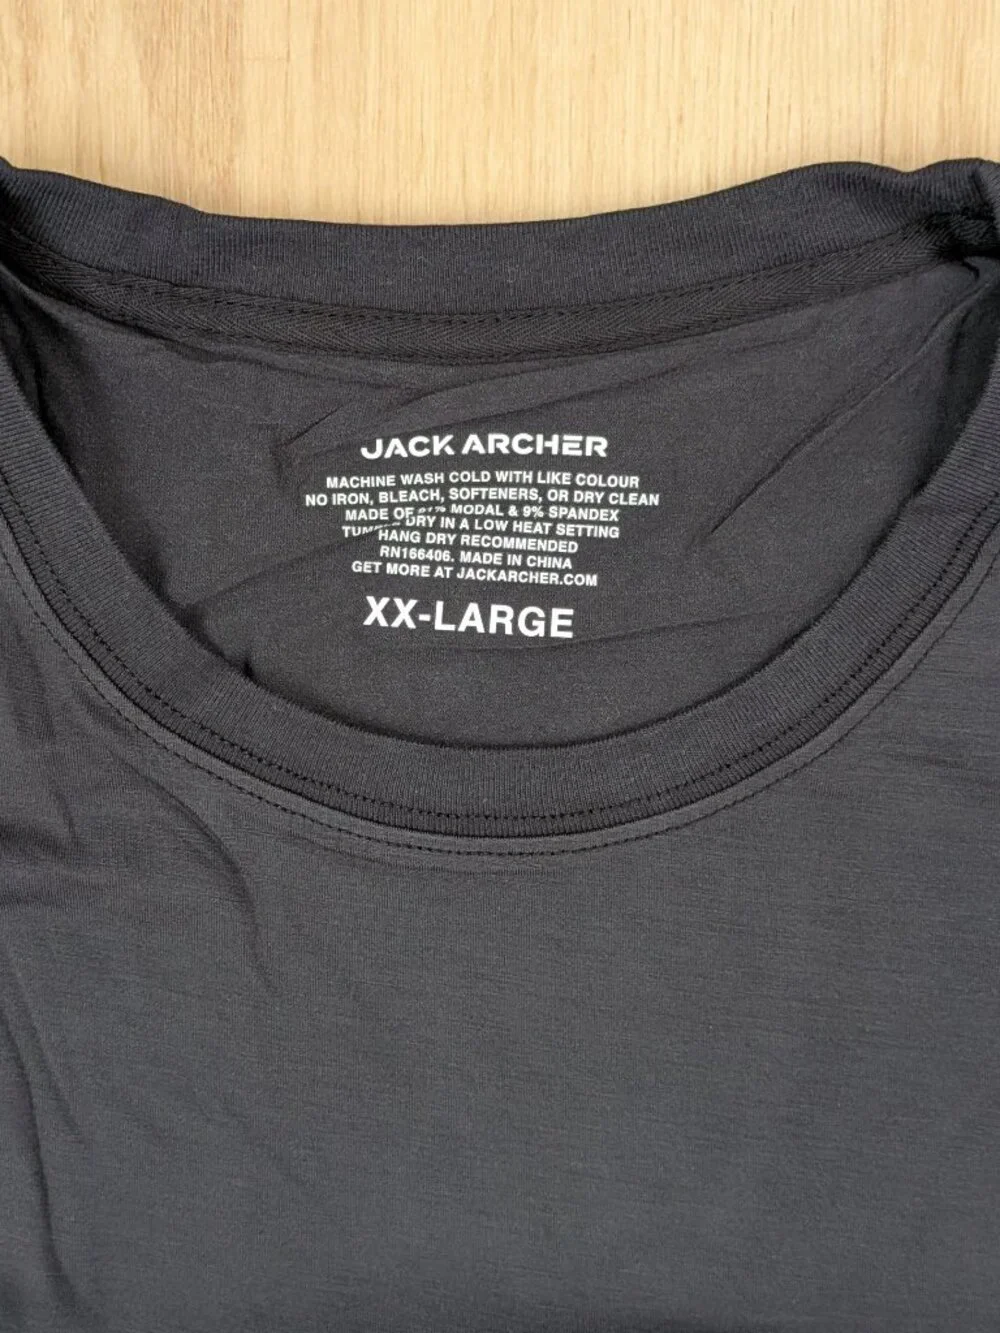 JACK ARCHER
MACHINE WASH COLD WITH LIKE COLOUR
NO IRON, BLEACH, SOFTENERS, OR DRY CLEAN
MADE OF MODAL & 9% SPANDEX
DRY IN A LOW HEAT SETTING
HANG DRY RECOMMENDED
RN166406. MADE IN CHINA
GET MORE AT JACKARCHER.COM
XX-LARGE